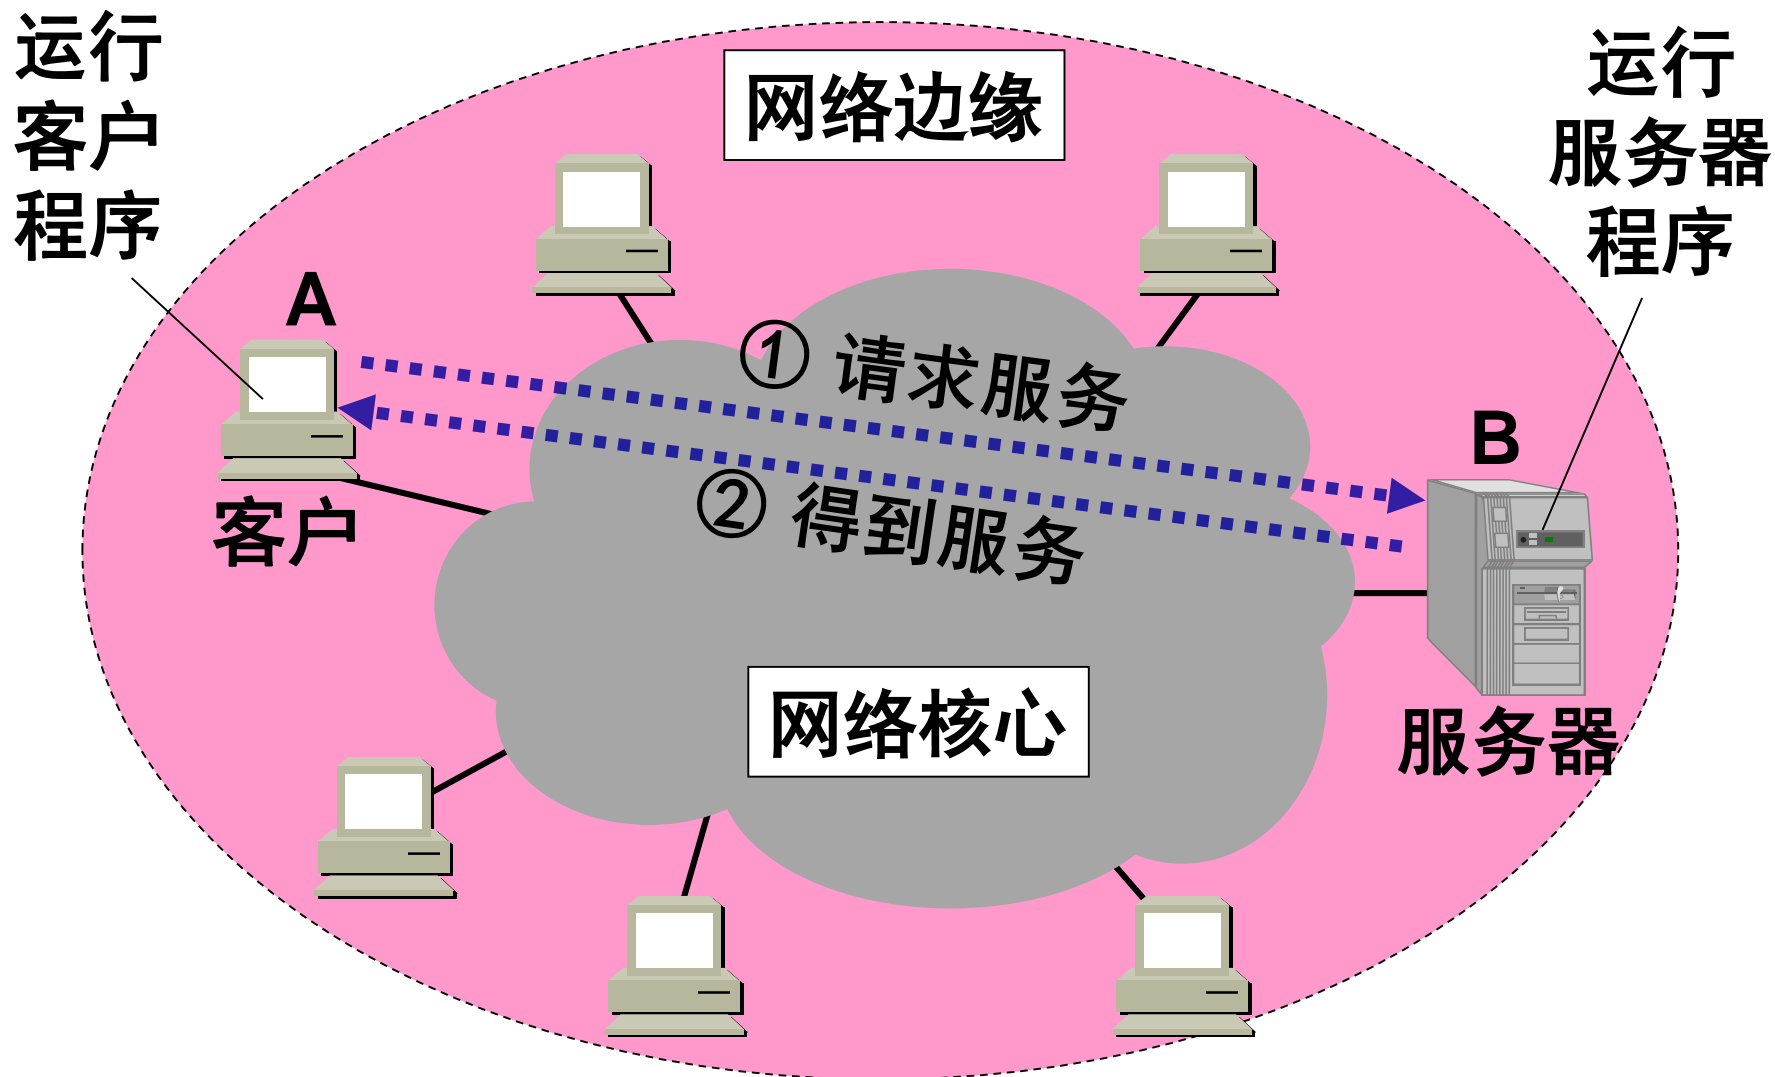 运行
客户
程序
网络边缘
运行
服务器
程序
A
① 请求服务
B
② 得到服务
客户
网络核心
服务器